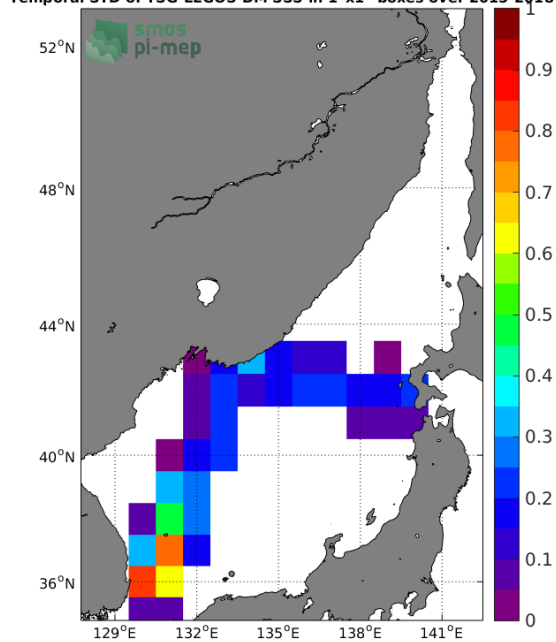 Temporal STD of TSG-LEGOS-DM SSS in 1°x1° boxes over
smos
pi-mep
52°N
48°N
44°N
40°N
36°N
129°E 132°E 135°E 138°E 141°E
1
0.9
0.8
0.7
0.6
0.5
0.4
0.3
0.2
0.1
0